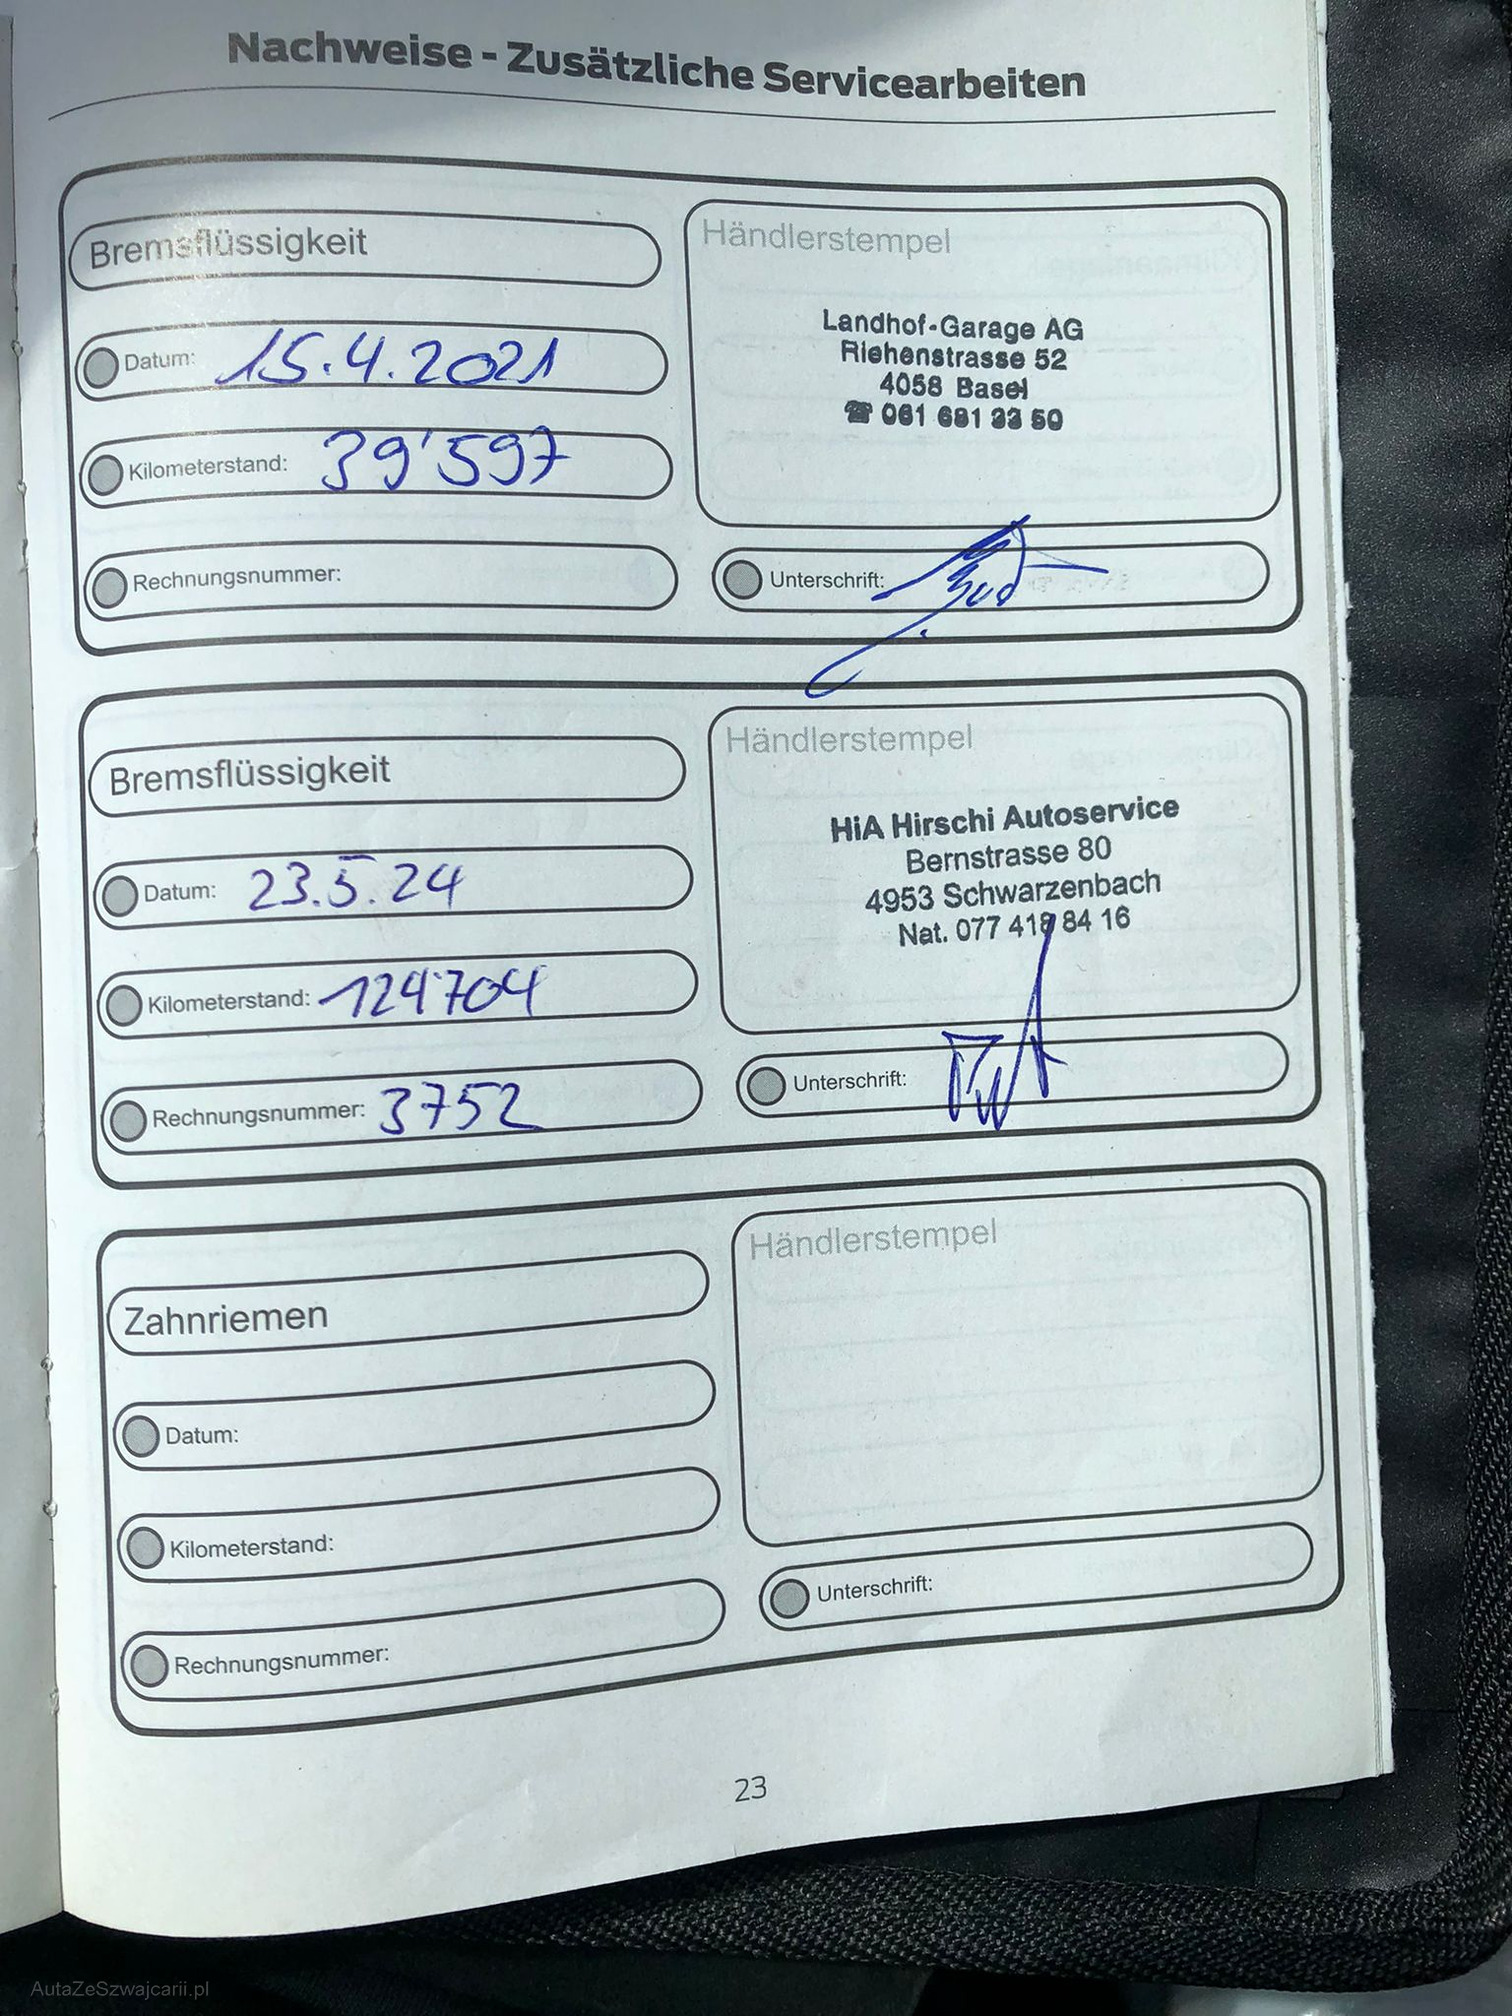 Nachweise - Zusätzliche Servicearbeiten
Bremsflüssigkeit
Datum: 15.4.2021
Kilometerstand: 39'597
Rechnungsnummer:
Händlerstempel
Landhof-Garage AG
Riehenstrasse 52
4058 Basel
☎ 061 681 33 50
Unterschrift:
Bremsflüssigkeit
Datum: 23.5.24
Kilometerstand: 124'704
Rechnungsnummer: 3752
Händlerstempel
HiA Hirschi Autoservice
Bernstrasse 80
4953 Schwarzenbach
Nat. 077 418 84 16
Unterschrift:
Zahnriemen
Datum:
Kilometerstand:
Rechnungsnummer:
Händlerstempel
Unterschrift:
23
AutaZeSzwajcarii.pl